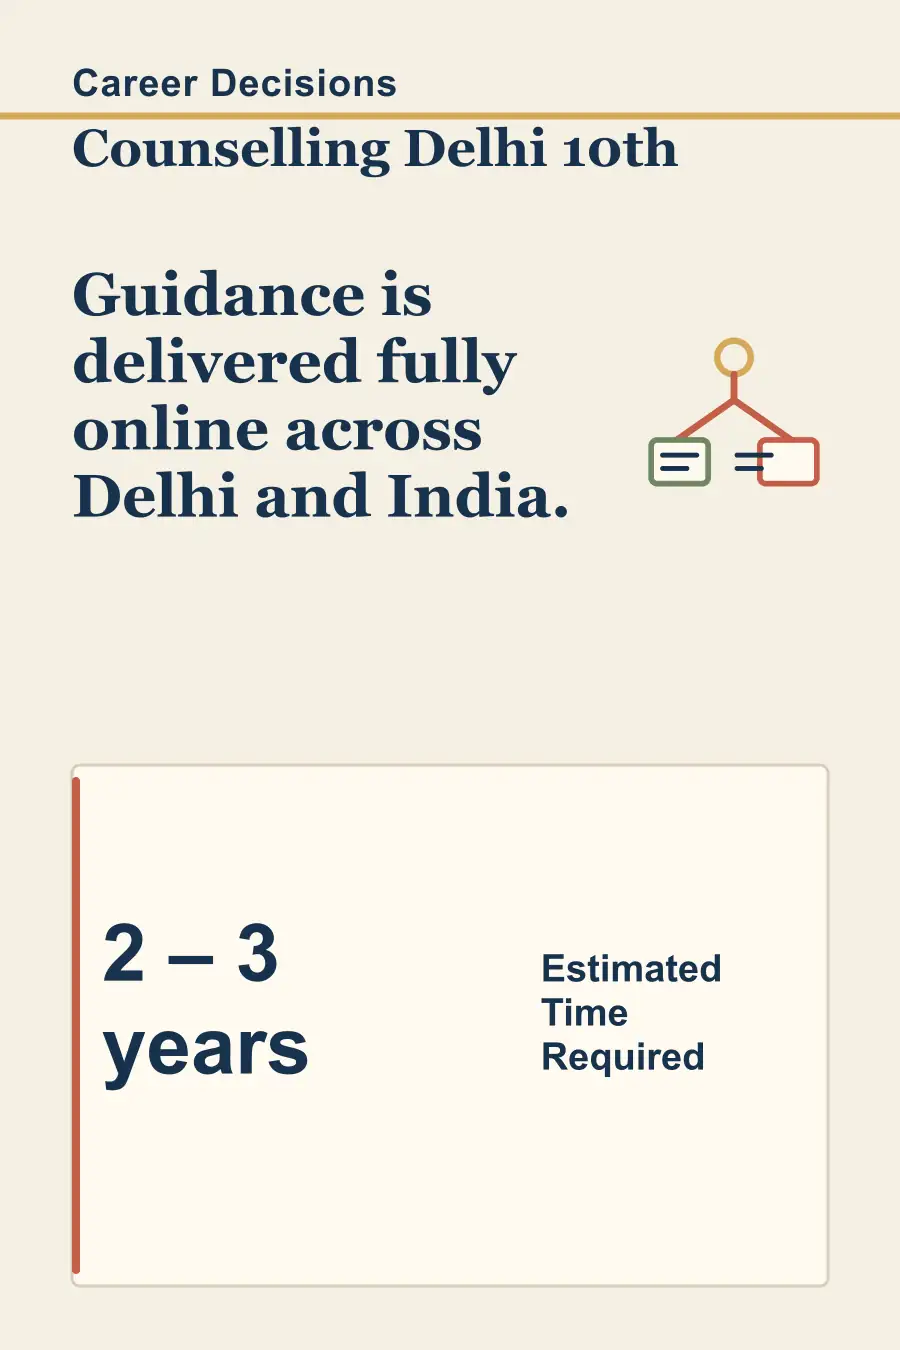 Career Decisions
Counselling Delhi 10th
Guidance is
delivered fully
online across
Delhi and India.
2 – 3
years
Estimated
Time
Required